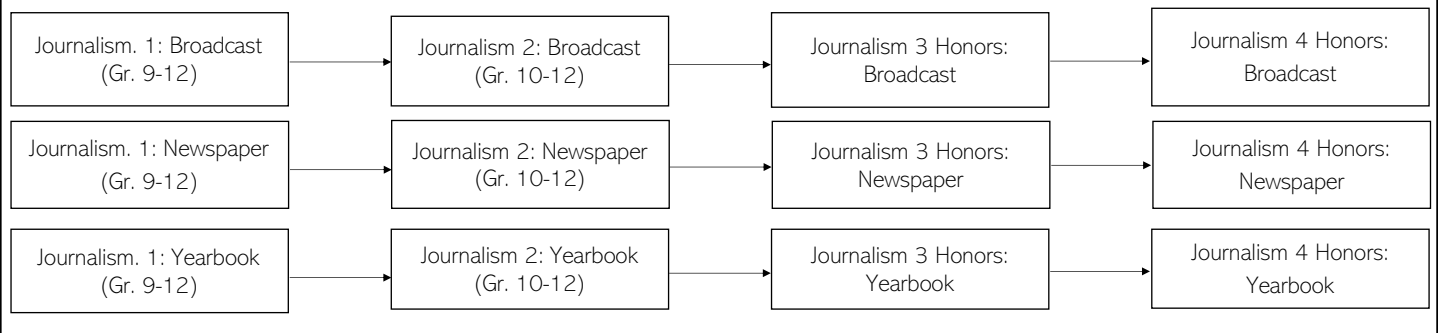 Journalism. 1: Broadcast
(Gr. 9-12)
Journalism 2: Broadcast
(Gr. 10-12)
Journalism 3 Honors:
Broadcast
Journalism 4 Honors:
Broadcast
Journalism. 1: Newspaper
(Gr. 9-12)
Journalism 2: Newspaper
(Gr. 10-12)
Journalism 3 Honors:
Newspaper
Journalism 4 Honors:
Newspaper
Journalism. 1: Yearbook
(Gr. 9-12)
Journalism 2: Yearbook
(Gr. 10-12)
Journalism 3 Honors:
Yearbook
Journalism 4 Honors:
Yearbook